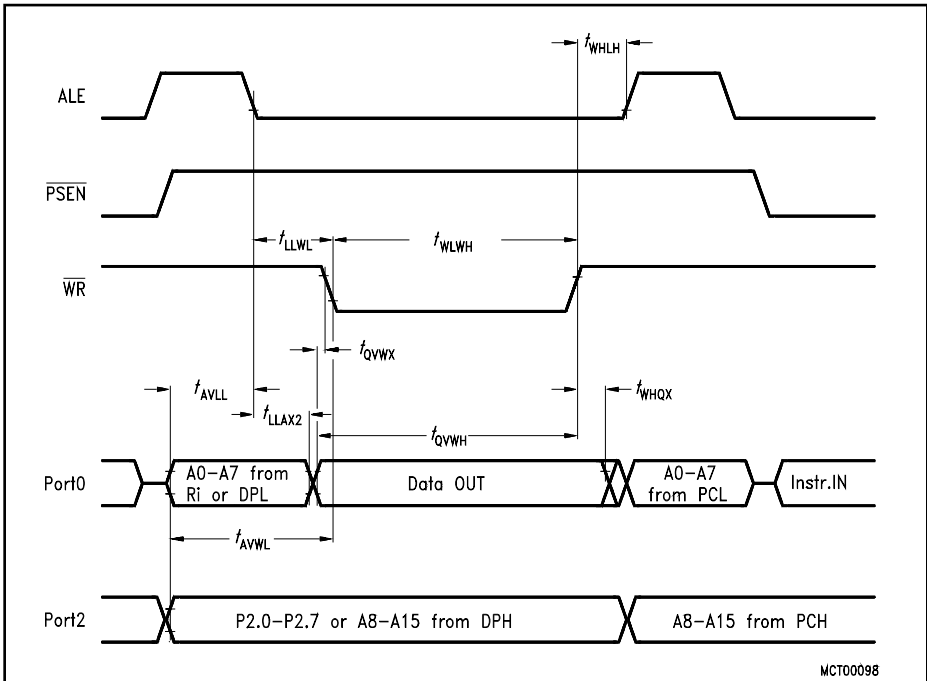 tWHLH
ALE
PSEN
tLLWL
tWLWH
WR
tQVWX
tAVLL
tWHQX
tLLAX2
tQVWH
Port0
A0-A7 from
Ri or DPL
Data OUT
A0-A7
from PCL
Instr.IN
tAVWL
Port2
P2.0-P2.7 or A8-A15 from DPH
A8-A15 from PCH
MCT00098